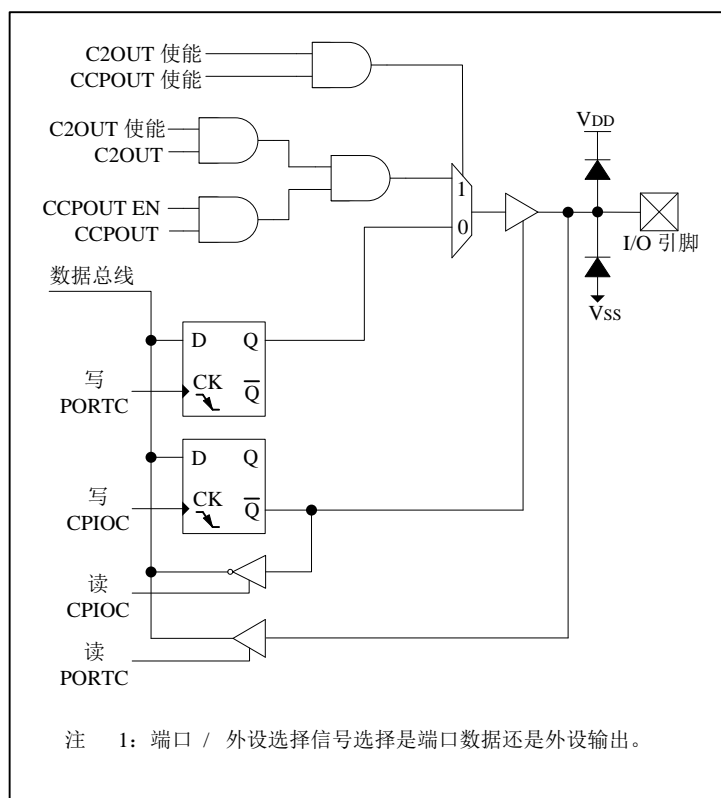 C2OUT 使能
CCPOUT 使能
C2OUT 使能
C2OUT
CCPOUT EN
CCPOUT
1
0
VDD
I/O 引脚
VSS
数据总线
D Q
CK Q
写
PORTC
D Q
CK Q
写
CPIOC
读
CPIOC
读
PORTC
注 1：端口 / 外设选择信号选择是端口数据还是外设输出。